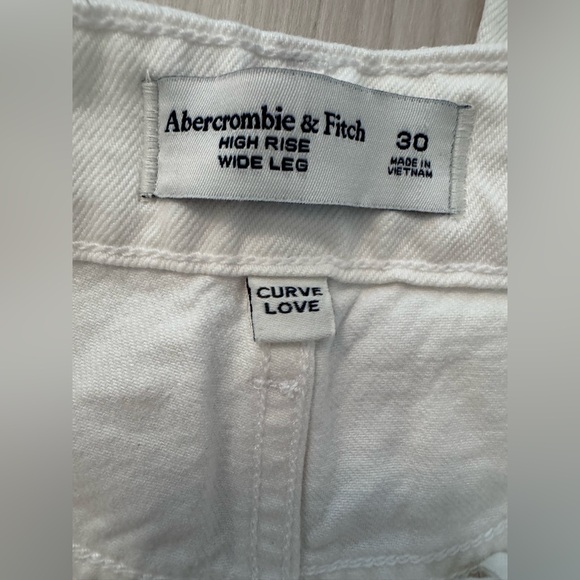 Abercrombie & Fitch
HIGH RISE
WIDE LEG
30
MADE IN
VIETNAM
CURVE
LOVE